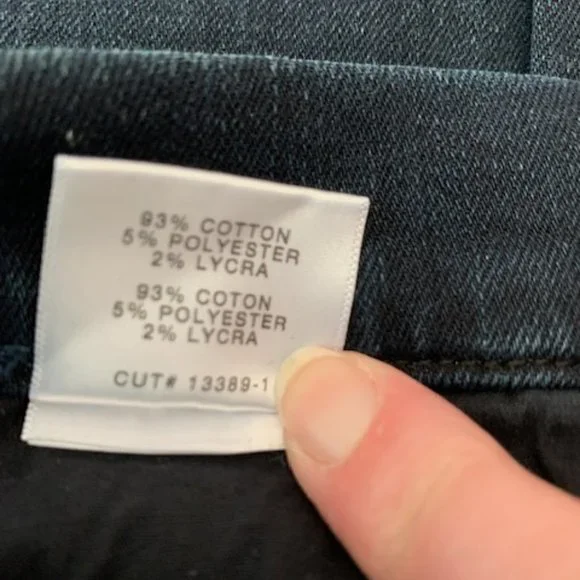 93% COTTON
5% POLYESTER
2% LYCRA
93% COTON
5% POLYESTER
2% LYCRA
CUT# 13389-1